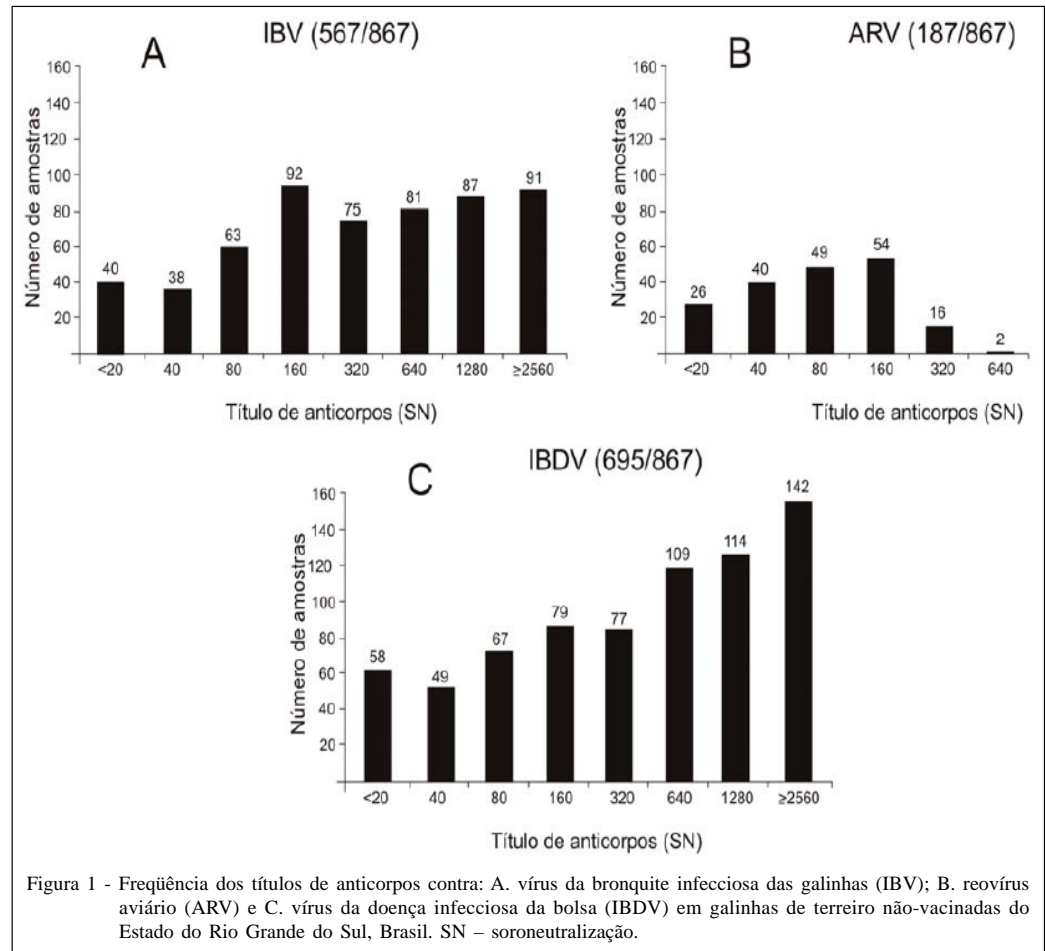 A
IBV (567/867)
Número de amostras
160
140
120
100
80
60
40
20
40
38
63
92
75
81
87
91
<20 40 80 160 320 640 1280 ≥2560
Título de anticorpos (SN)
B
ARV (187/867)
Número de amostras
160
140
120
100
80
60
40
20
26
40
49
54
16
2
<20 40 80 160 320 640
Título de anticorpos (SN)
C
IBDV (695/867)
Número de amostras
160
140
120
100
80
60
40
20
58
49
67
79
77
109
114
142
<20 40 80 160 320 640 1280 ≥2560
Título de anticorpos (SN)
Figura 1 - Freqüência dos títulos de anticorpos contra: A. vírus da bronquite infecciosa das galinhas (IBV); B. reovírus
aviário (ARV) e C. vírus da doença infecciosa da bolsa (IBDV) em galinhas de terreiro não-vacinadas do
Estado do Rio Grande do Sul, Brasil. SN – soroneutralização.